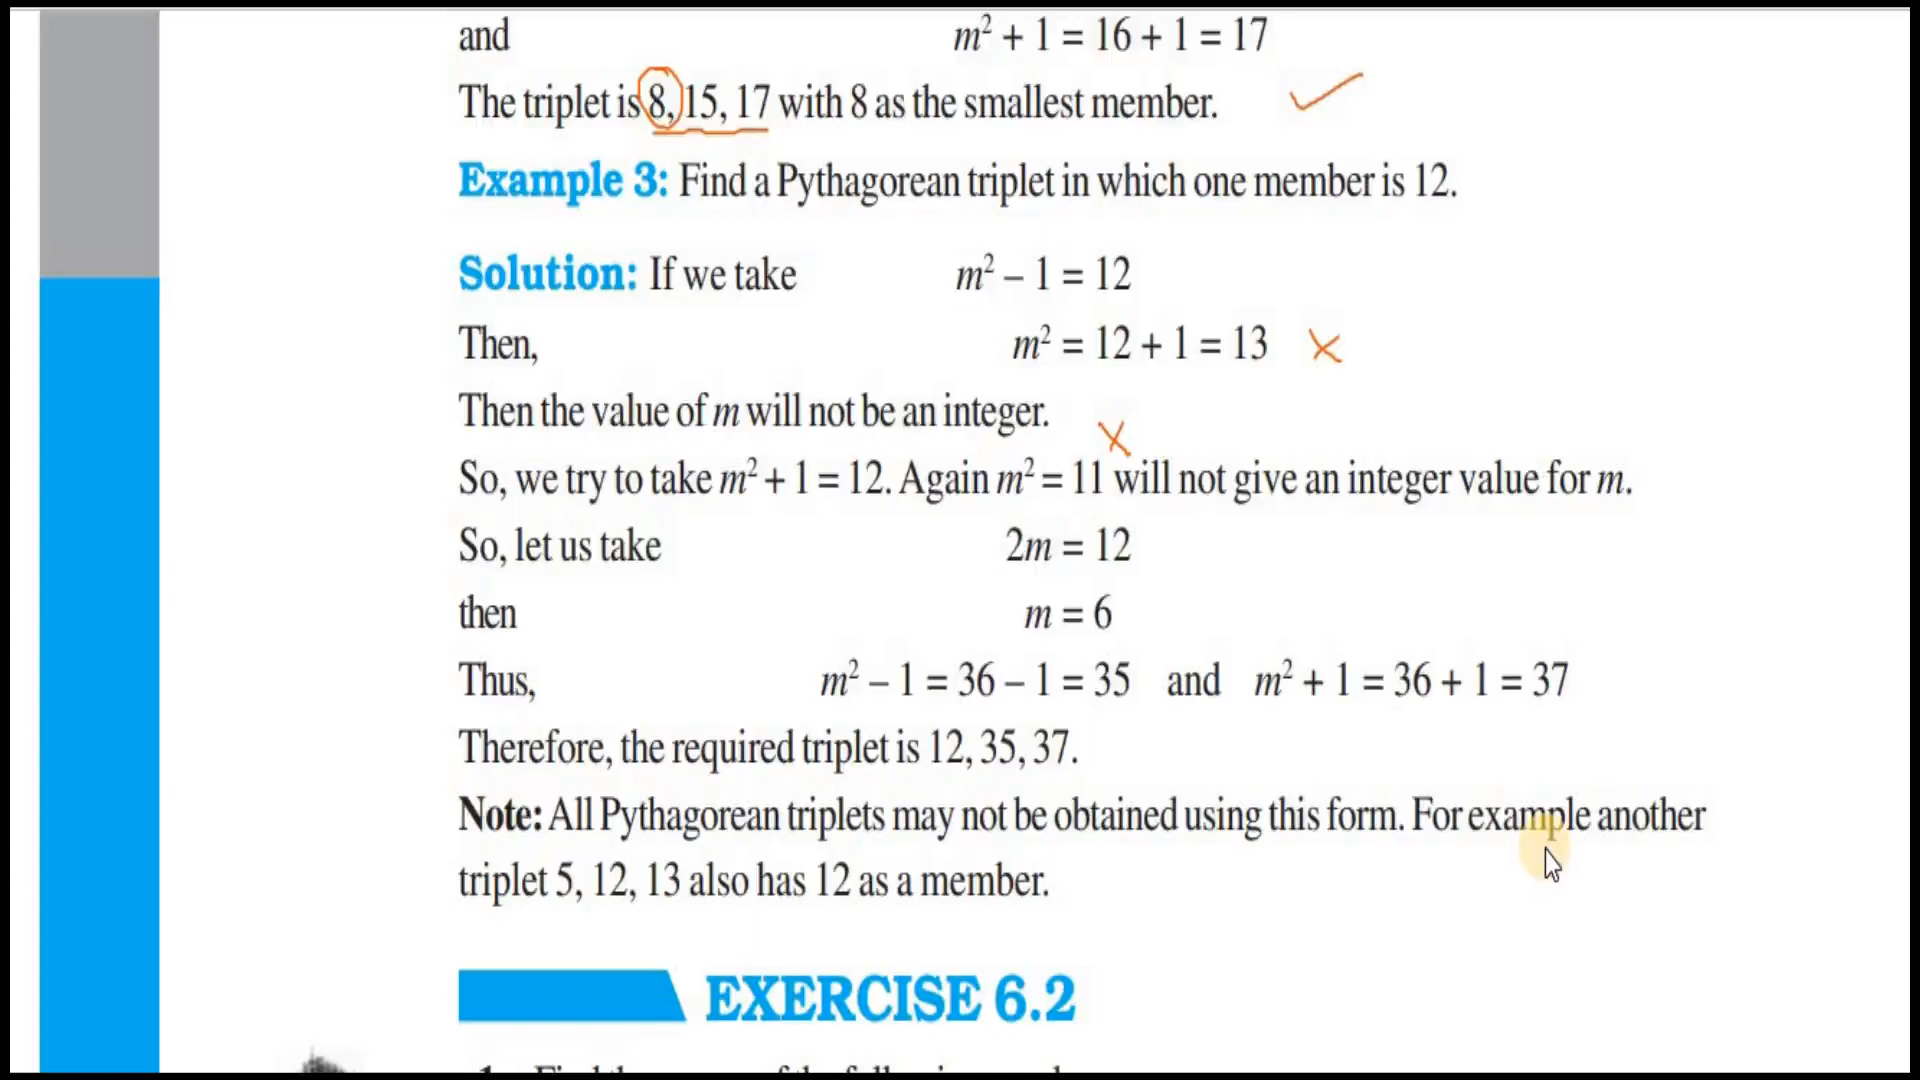 and m² + 1 = 16 + 1 = 17
The triplet is 8, 15, 17 with 8 as the smallest member.
Example 3: Find a Pythagorean triplet in which one member is 12.
Solution: If we take m² – 1 = 12
Then, m² = 12 + 1 = 13
Then the value of m will not be an integer.
So, we try to take m² + 1 = 12. Again m² = 11 will not give an integer value for m.
So, let us take 2m = 12
then m = 6
Thus, m² – 1 = 36 – 1 = 35 and m² + 1 = 36 + 1 = 37
Therefore, the required triplet is 12, 35, 37.
Note: All Pythagorean triplets may not be obtained using this form. For example another
triplet 5, 12, 13 also has 12 as a member.
EXERCISE 6.2